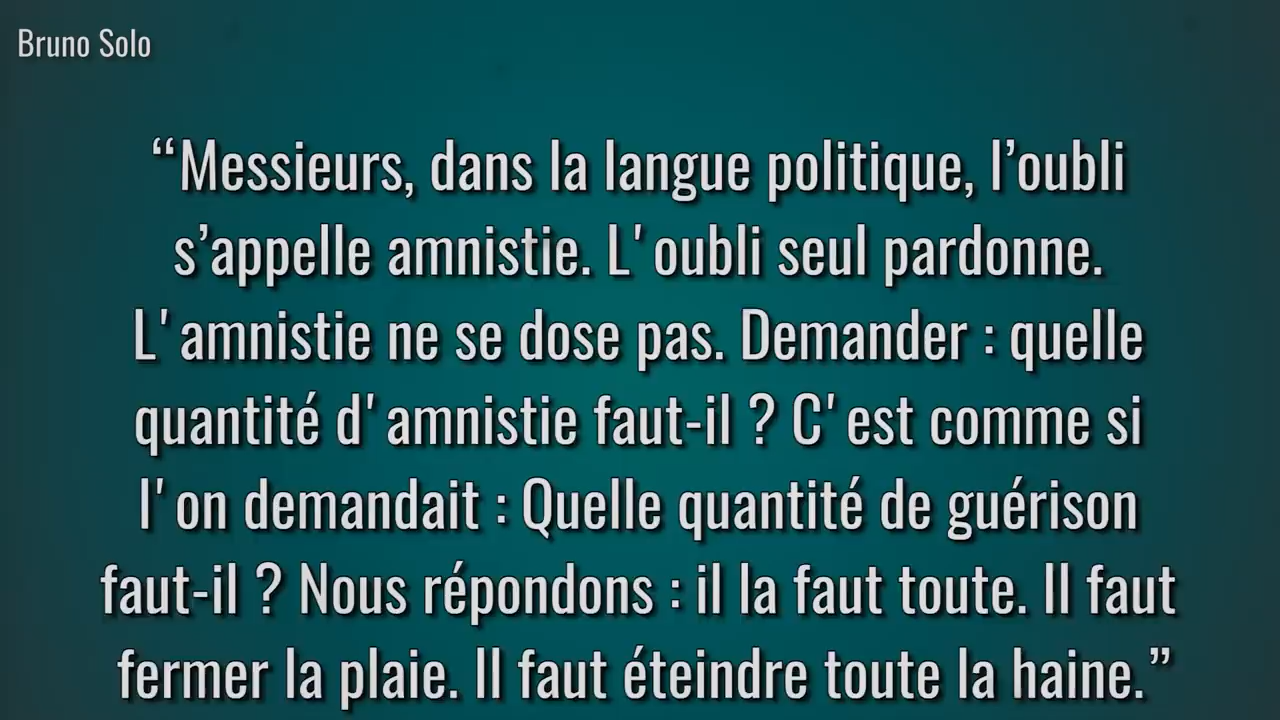 Bruno Solo
“Messieurs, dans la langue politique, l’oubli
s’appelle amnistie. L'oubli seul pardonne.
L'amnistie ne se dose pas. Demander : quelle
quantité d'amnistie faut-il ? C'est comme si
l'on demandait : Quelle quantité de guérison
faut-il ? Nous répondons : il la faut toute. Il faut
fermer la plaie. Il faut éteindre toute la haine.”